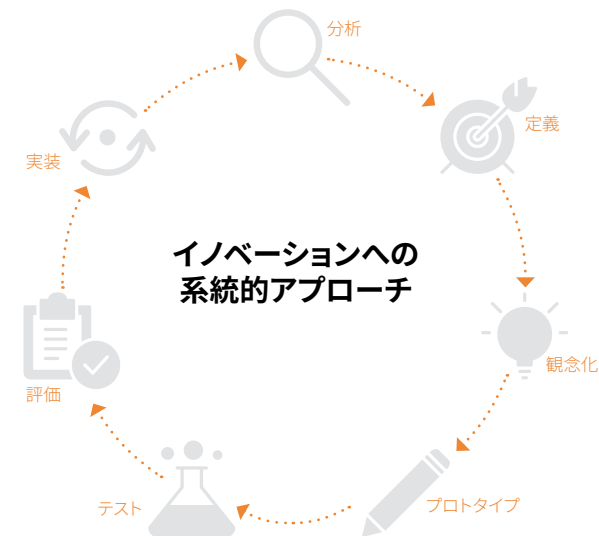 分析
定義
実装
イノベーションへの
系統的アプローチ
観念化
評価
プロトタイプ
テスト